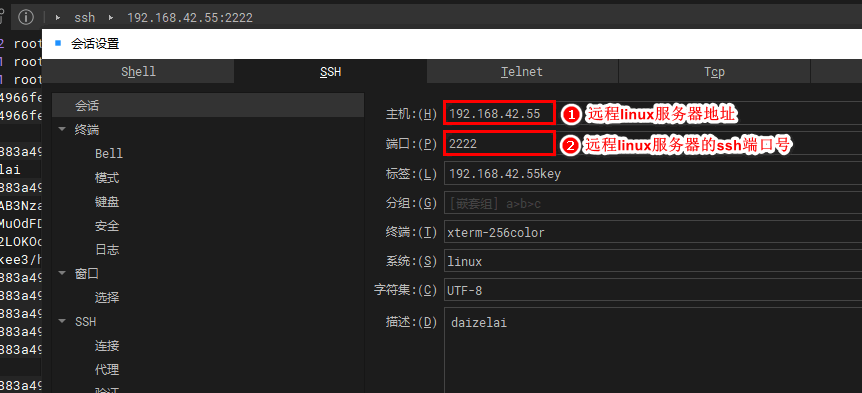 ssh 192.168.42.55:2222
2 root
1 root
1 root
4966fe
4966fe
383a49
lai
383a49
AB3Nza
MuOdFD
2LOKOc
kee3/h
383a49
383a49
383a49
383a49
383a49
会话设置
Shell SSH Telnet Tcp
会话
终端
Bell
模式
键盘
安全
日志
窗口
选择
SSH
连接
代理
验证
主机:(H) 192.168.42.55 1 远程linux服务器地址
端口:(P) 2222 2 远程linux服务器的ssh端口号
标签:(L) 192.168.42.55key
分组:(G) [嵌套组] a>b>c
终端:(T) xterm-256color
系统:(S) linux
字符集:(C) UTF-8
描述:(D) daizelai